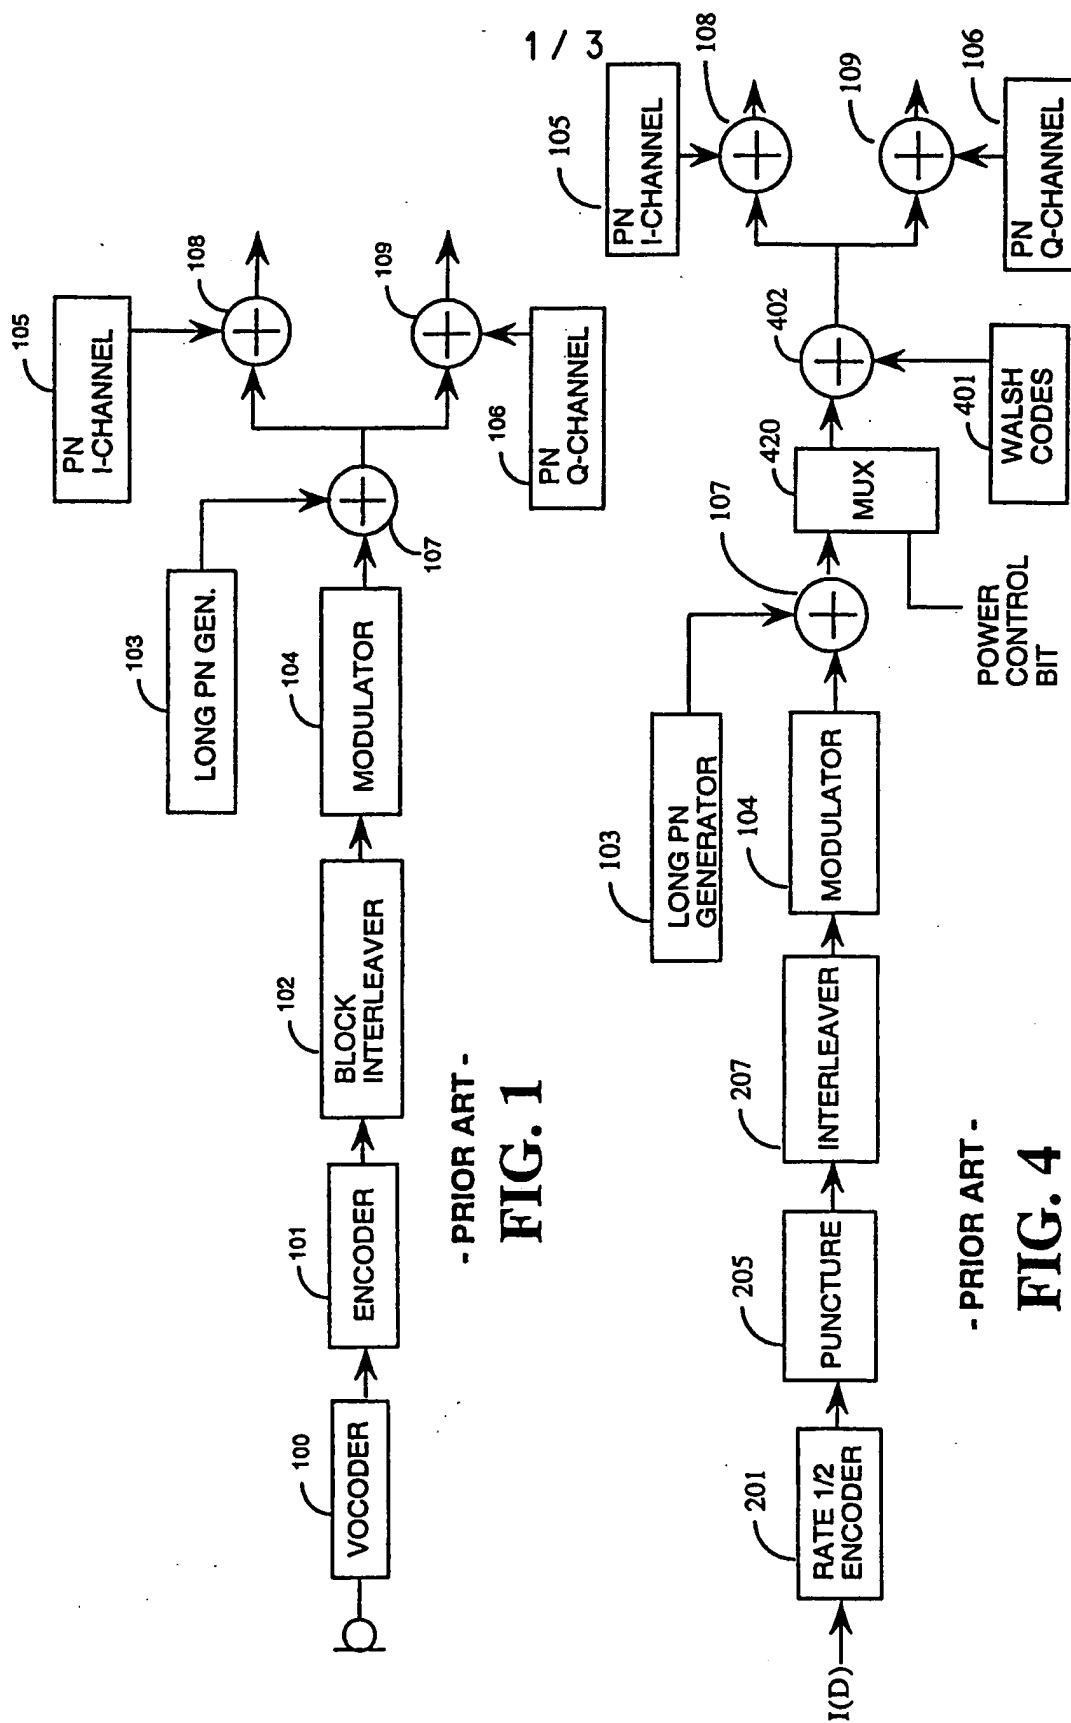 1 / 3
100
VOCODER
101
ENCODER
102
BLOCK
INTERLEAVER
103
LONG PN GEN.
104
MODULATOR
107
105
PN
I-CHANNEL
108
109
106
PN
Q-CHANNEL
- PRIOR ART -
FIG. 1
I(D)
201
RATE 1/2
ENCODER
205
PUNCTURE
207
INTERLEAVER
103
LONG PN
GENERATOR
104
MODULATOR
107
420
MUX
POWER
CONTROL
BIT
402
401
WALSH
CODES
105
PN
I-CHANNEL
108
109
106
PN
Q-CHANNEL
- PRIOR ART -
FIG. 4